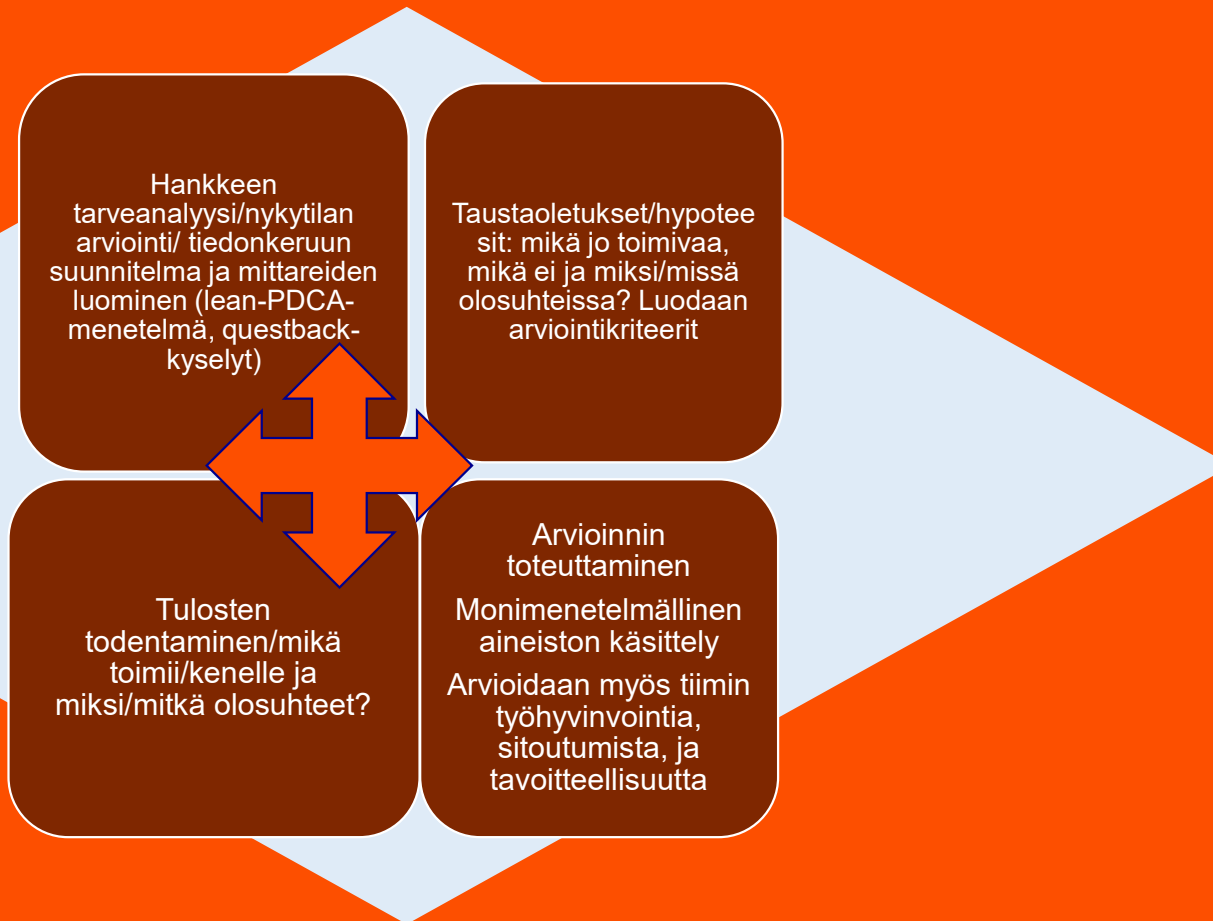 Hankkeen
tarveanalyysi/nykytilan
arviointi/ tiedonkeruun
suunnitelma ja mittareiden
luominen (lean-PDCA-
menetelmä, questback-
kyselyt)
Taustaoletukset/hypotee
sit: mikä jo toimivaa,
mikä ei ja miksi/missä
olosuhteissa? Luodaan
arviointikriteerit
Tulosten
todentaminen/mikä
toimii/kenelle ja
miksi/mitkä olosuhteet?
Arvioinnin
toteuttaminen
Monimenetelmällinen
aineiston käsittely
Arvioidaan myös tiimin
työhyvinvointia,
sitoutumista, ja
tavoitteellisuutta